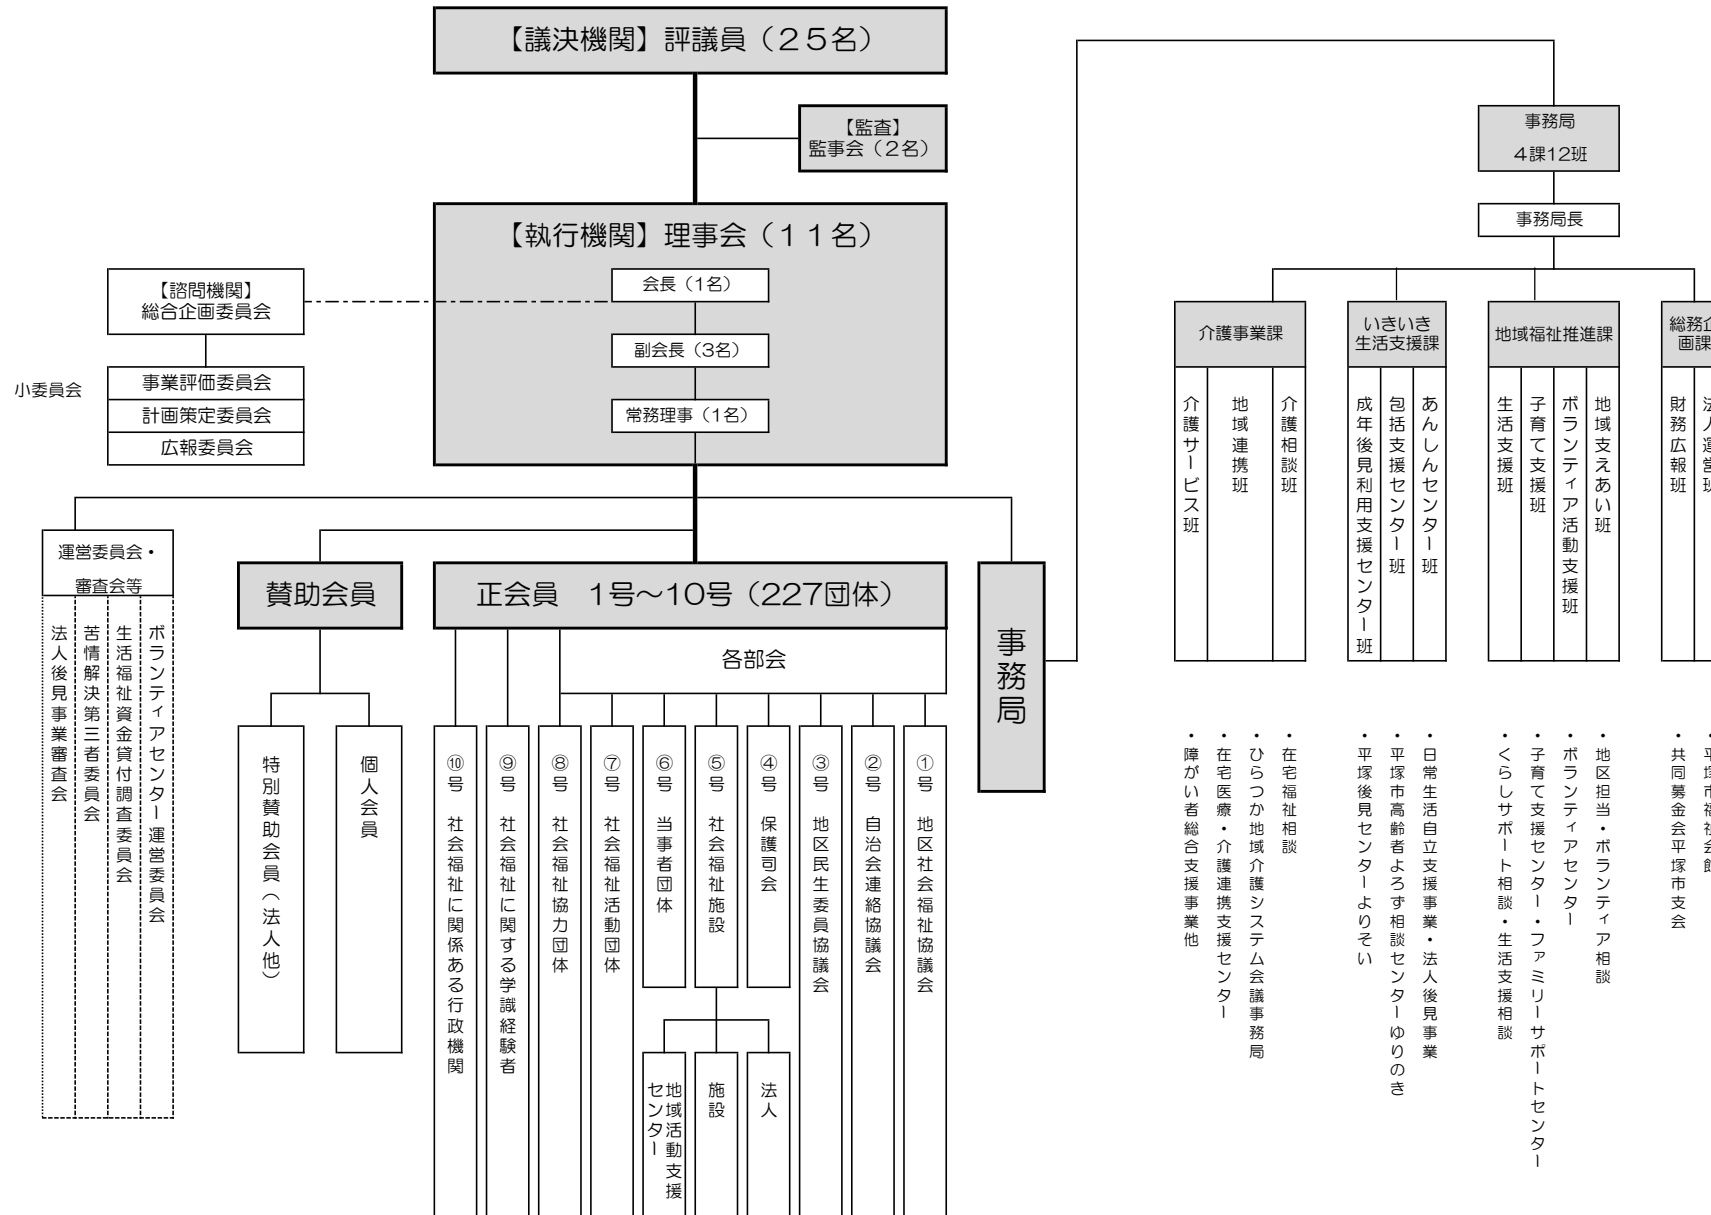 【議決機関】評議員（25名）
【監査】
監事会（2名）
【執行機関】理事会（11名）
会長（1名）
副会長（3名）
常務理事（1名）
【諮問機関】
総合企画委員会
小委員会
事業評価委員会
計画策定委員会
広報委員会
運営委員会・
審査会等
法人後見事業審査会
苦情解決第三者委員会
生活福祉資金貸付調査委員会
ボランティアセンター運営委員会
賛助会員
特別賛助会員（法人他）
個人会員
正会員　1号～10号（227団体）
各部会
⑩号　社会福祉に関係ある行政機関
⑨号　社会福祉に関する学識経験者
⑧号　社会福祉協力団体
⑦号　社会福祉活動団体
⑥号　当事者団体
⑤号　社会福祉施設
④号　保護司会
③号　地区民生委員協議会
②号　自治会連絡協議会
①号　地区社会福祉協議会
地域活動支援
センター
施設
法人
事務局
事務局
4課12班
事務局長
介護事業課
介護サービス班
地域連携班
介護相談班
いきいき
生活支援課
成年後見利用支援センター班
包括支援センター班
あんしんセンター班
地域福祉推進課
生活支援班
子育て支援班
ボランティア活動支援班
地域支えあい班
総務企
画課
財務広報班
法人運営班
・障がい者総合支援事業他
・在宅医療・介護連携支援センター
・ひらつか地域介護システム会議事務局
・在宅福祉相談
・平塚後見センターよりそい
・平塚市高齢者よろず相談センターゆりのき
・日常生活自立支援事業・法人後見事業
・くらしサポート相談・生活支援相談
・子育て支援センター・ファミリーサポートセンター
・ボランティアセンター
・地区担当・ボランティア相談
・共同募金会平塚市支会
・平塚市福祉会館